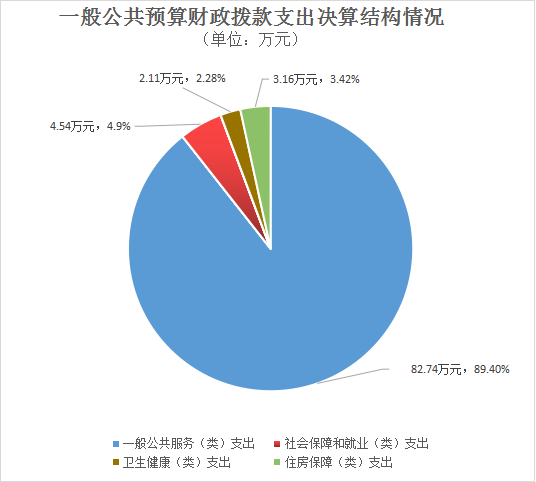 一般公共预算财政拨款支出决算结构情况
（单位：万元）
2.11万元，2.28%
3.16万元，3.42%
4.54万元，4.9%
82.74万元，89.40%
一般公共服务（类）支出
社会保障和就业（类）支出
卫生健康（类）支出
住房保障（类）支出